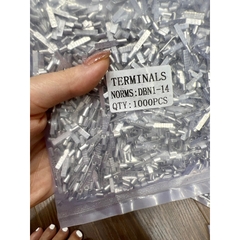 TERMINALS
NORMS:DBN1-14
QTY:1000PCS